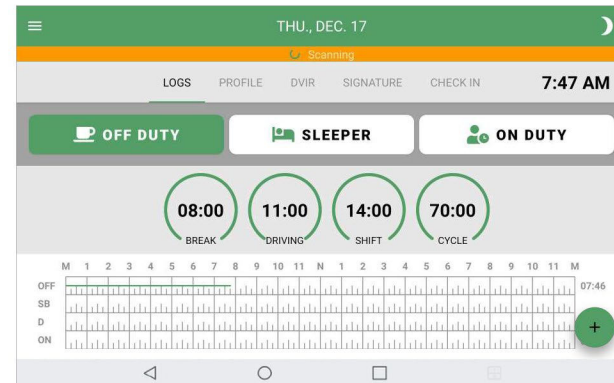 THU., DEC. 17
Scanning
LOGS PROFILE DVIR SIGNATURE CHECK IN 7:47 AM
OFF DUTY SLEEPER ON DUTY
08:00 11:00 14:00 70:00
BREAK DRIVING SHIFT CYCLE
M 1 2 3 4 5 6 7 8 9 10 11 N 1 2 3 4 5 6 7 8 9 10 11 M
OFF 07:46
SB
D
ON
+